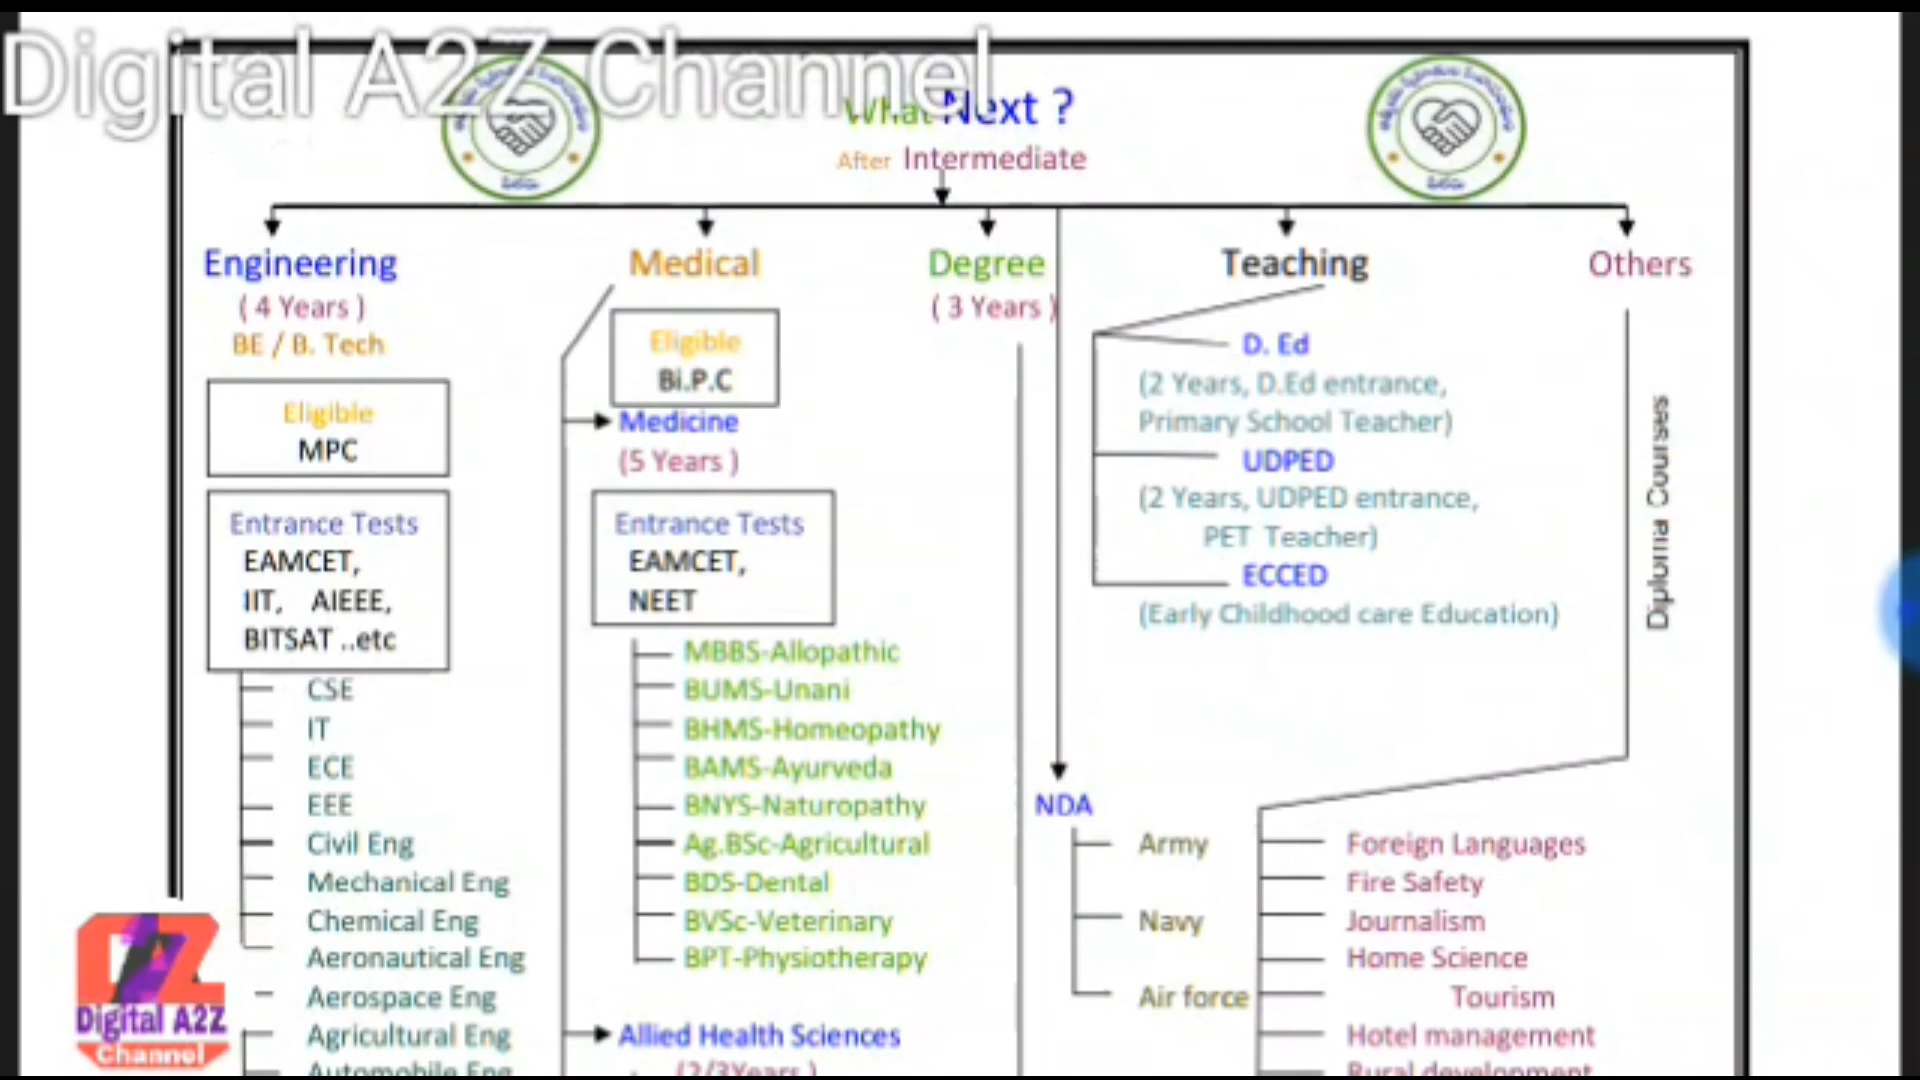 Digital A2Z Channel
What Next ?
After Intermediate
Engineering
( 4 Years )
BE / B. Tech
Eligible
MPC
Entrance Tests
EAMCET,
IIT, AIEEE,
BITSAT ..etc
CSE
IT
ECE
EEE
Civil Eng
Mechanical Eng
Chemical Eng
Aeronautical Eng
Aerospace Eng
Agricultural Eng
Automobile Eng
Medical
Eligible
Bi.P.C
Medicine
(5 Years )
Entrance Tests
EAMCET,
NEET
MBBS-Allopathic
BUMS-Unani
BHMS-Homeopathy
BAMS-Ayurveda
BNYS-Naturopathy
Ag.BSc-Agricultural
BDS-Dental
BVSc-Veterinary
BPT-Physiotherapy
Allied Health Sciences
(2/3Years )
Degree
( 3 Years )
NDA
Army
Navy
Air force
Teaching
D. Ed
(2 Years, D.Ed entrance,
Primary School Teacher)
UDPED
(2 Years, UDPED entrance,
PET Teacher)
ECCED
(Early Childhood care Education)
Others
Diploma Courses
Foreign Languages
Fire Safety
Journalism
Home Science
Tourism
Hotel management
Rural development
Digital A2Z
Channel